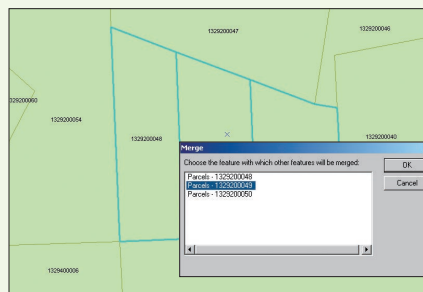 1329200047
1329200046
329200060
1329200054
1329200048
1329200040
Merge
Choose the feature with which other features will be merged:
OK
Parcels - 1329200048
Parcels - 1329200049
Cancel
Parcels - 1329200050
1329400006